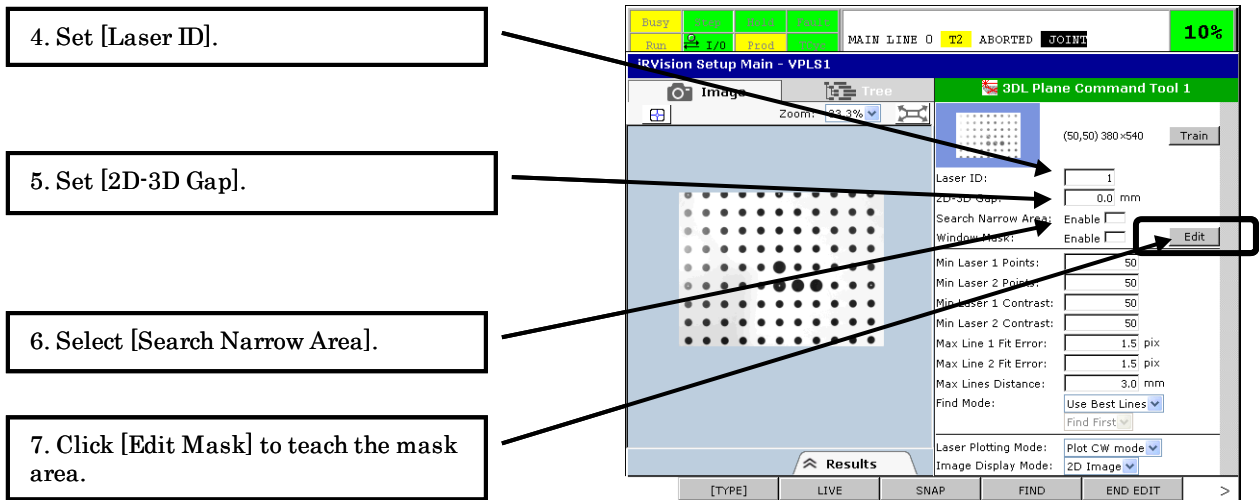 4. Set [Laser ID].
5. Set [2D-3D Gap].
6. Select [Search Narrow Area].
7. Click [Edit Mask] to teach the mask
area.
Busy Step Hold Fault
Run I/O Prod TCyc
MAIN LINE 0 T2 ABORTED JOINT
10%
iRVision Setup Main - VPLS1
Image Tree
Zoom: 33.3%
3DL Plane Command Tool 1
(50,50) 380×540 Train
Laser ID: 1
2D-3D Gap: 0.0 mm
Search Narrow Area: Enable
Window Mask: Enable Edit
Min Laser 1 Points: 50
Min Laser 2 Points: 50
Min Laser 1 Contrast: 50
Min Laser 2 Contrast: 50
Max Line 1 Fit Error: 1.5 pix
Max Line 2 Fit Error: 1.5 pix
Max Lines Distance: 3.0 mm
Find Mode: Use Best Lines
Find First
Laser Plotting Mode: Plot CW mode
Image Display Mode: 2D Image
Results
[TYPE] LIVE SNAP FIND END EDIT >